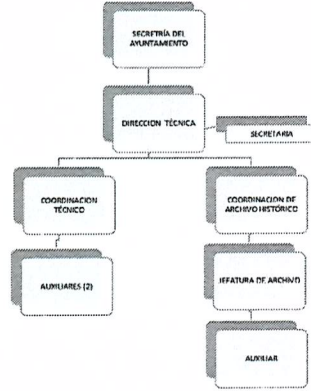 SECRETRÍA DEL
AYUNTAMIENTO
DIRECCION TÉCNICA
SECRETARIA
COORDINACION
TÉCNICO
COORDINACION DE
ARCHIVO HISTÓRICO
AUXILIARES (2)
JEFATURA DE ARCHIVO
AUXILIAR